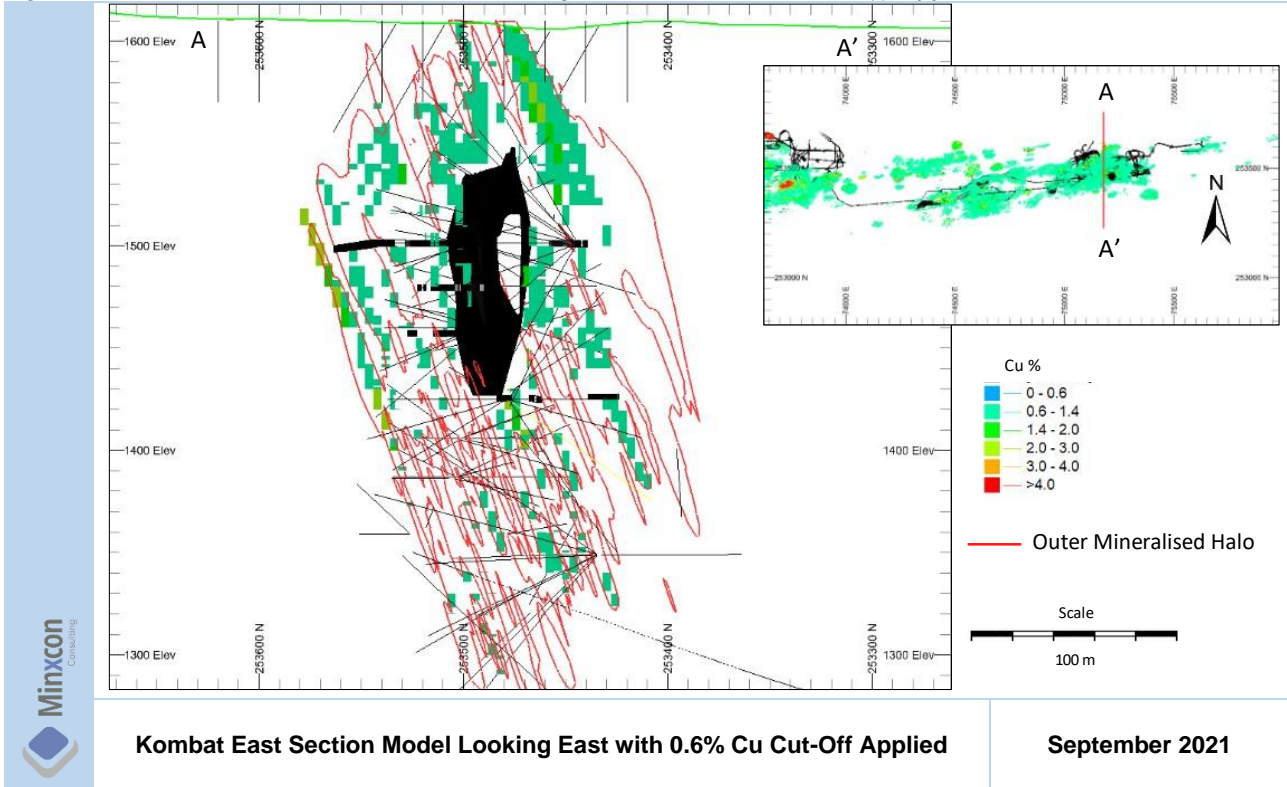 A
A'
1600 Elev
253600 N
253500 N
253400 N
253300 N
1600 Elev
1500 Elev
1400 Elev
1400 Elev
1300 Elev
253600 N
253500 N
253400 N
253300 N
1300 Elev
A
74000 E
74500 E
75000 E
75500 E
253500 N
N
253000 N
253000 N
74000 E
74500 E
75000 E
75500 E
A'
Cu %
0 - 0.6
0.6 - 1.4
1.4 - 2.0
2.0 - 3.0
3.0 - 4.0
>4.0
Outer Mineralised Halo
Scale
100 m
Minxcon
Consulting
Kombat East Section Model Looking East with 0.6% Cu Cut-Off Applied
September 2021